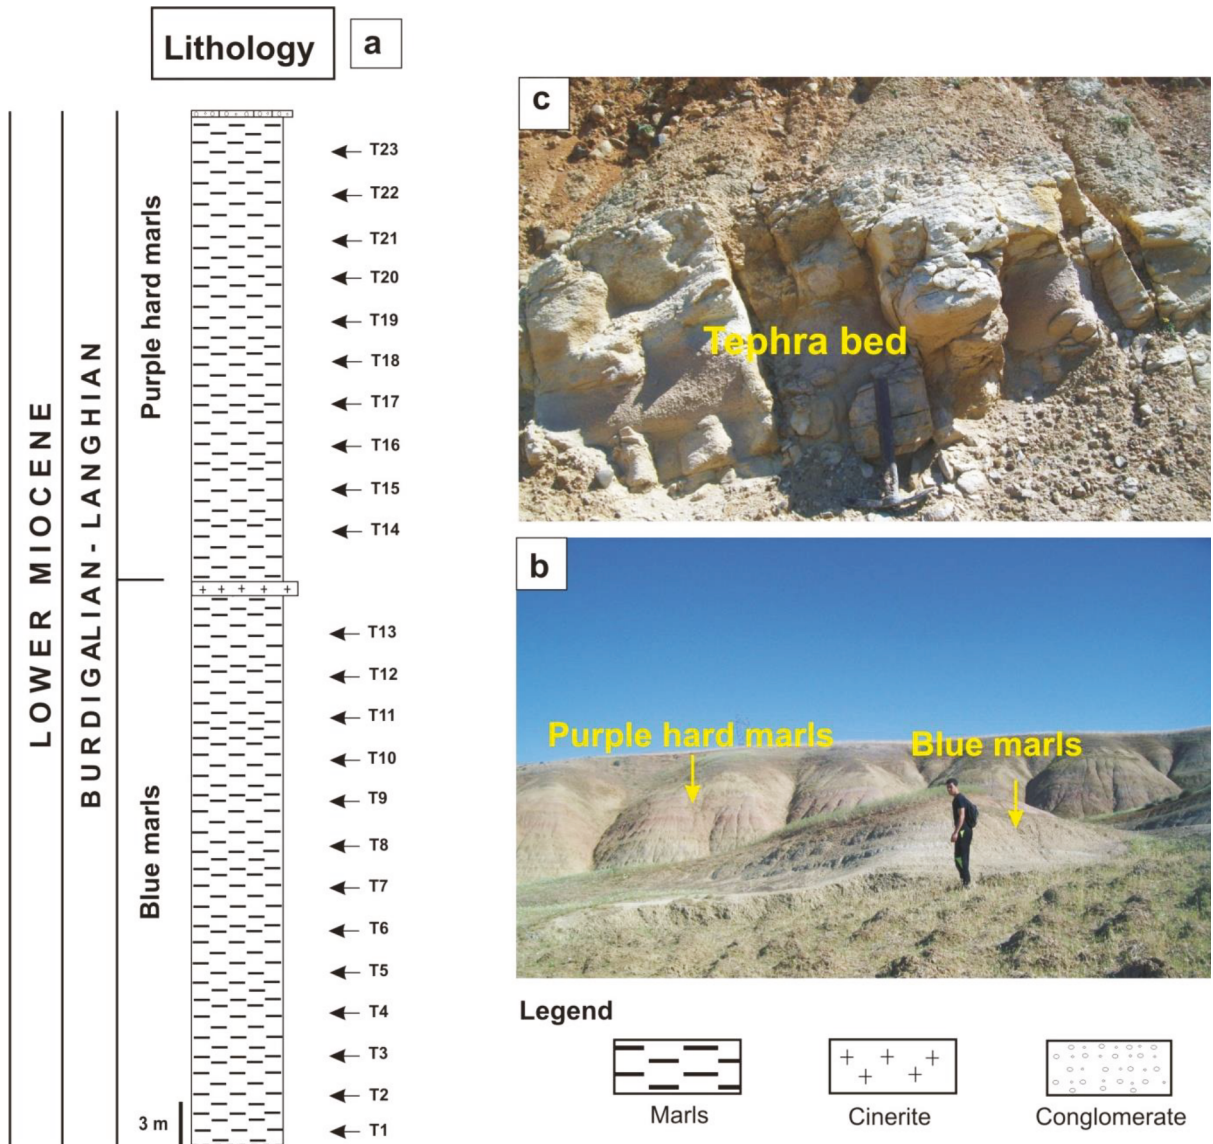 Lithology
a
LOWER MIOCENE
BURDIGALIAN-LANGHIAN
Purple hard marls
Blue marls
T23
T22
T21
T20
T19
T18
T17
T16
T15
T14
T13
T12
T11
T10
T9
T8
T7
T6
T5
T4
T3
T2
T1
3 m
c
Tephra bed
b
Purple hard marls
Blue marls
Legend
Marls
Cinerite
Conglomerate